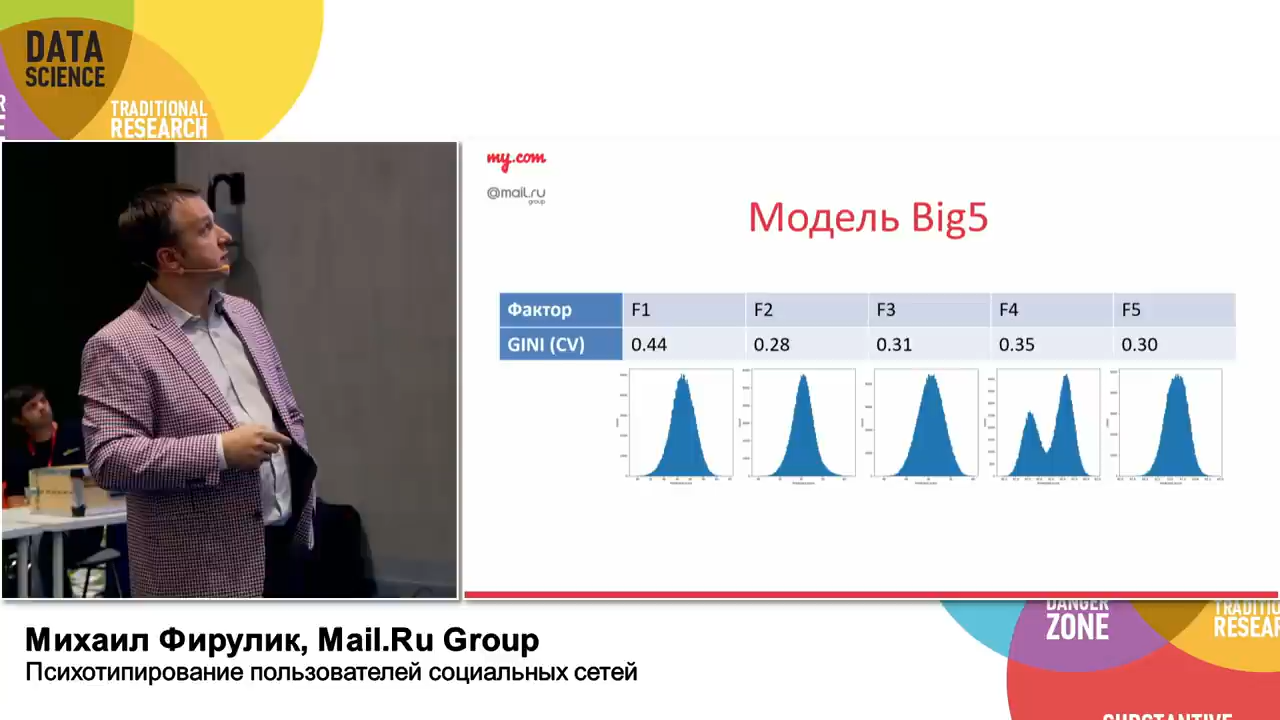 DATA
SCIENCE
TRADITIONAL
RESEARCH
my.com
@mail.ru
group
Модель Big5
Фактор F1 F2 F3 F4 F5
GINI (CV) 0.44 0.28 0.31 0.35 0.30
DANGER
ZONE
Михаил Фирулик, Mail.Ru Group
Психотипирование пользователей социальных сетей